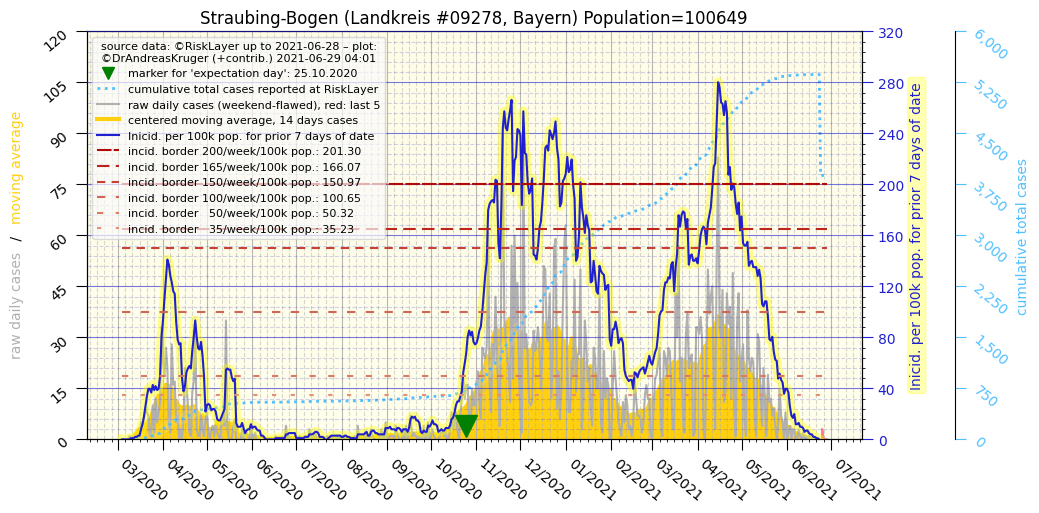 Straubing-Bogen (Landkreis #09278, Bayern) Population=100649
source data: ©RiskLayer up to 2021-06-28 – plot:
©DrAndreasKruger (+contrib.) 2021-06-29 04:01
marker for 'expectation day': 25.10.2020
cumulative total cases reported at RiskLayer
raw daily cases (weekend-flawed), red: last 5
centered moving average, 14 days cases
Inicid. per 100k pop. for prior 7 days of date
incid. border 200/week/100k pop.: 201.30
incid. border 165/week/100k pop.: 166.07
incid. border 150/week/100k pop.: 150.97
incid. border 100/week/100k pop.: 100.65
incid. border 50/week/100k pop.: 50.32
incid. border 35/week/100k pop.: 35.23
raw daily cases / moving average
120
105
90
75
60
45
30
15
0
320
280
240
200
160
120
80
40
0
Inicid. per 100k pop. for prior 7 days of date
6,000
5,250
4,500
3,750
3,000
2,250
1,500
750
0
cumulative total cases
03/2020
04/2020
05/2020
06/2020
07/2020
08/2020
09/2020
10/2020
11/2020
12/2020
01/2021
02/2021
03/2021
04/2021
05/2021
06/2021
07/2021